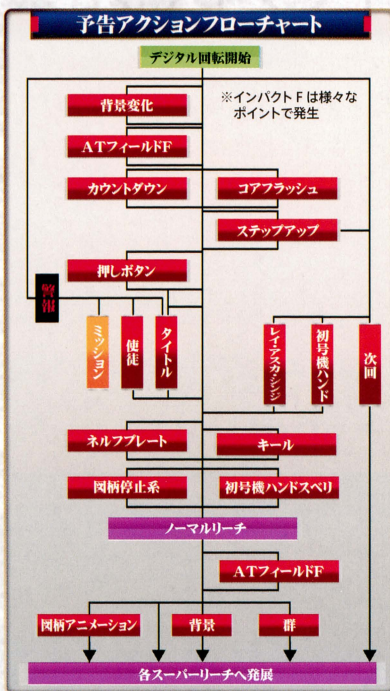 予告アクションフローチャート
デジタル回転開始
※インパクトFは様々な
ポイントで発生
背景変化
ATフィールドF
カウントダウン
コアフラッシュ
ステップアップ
押しボタン
ミッション
使徒
タイトル
レイ・アスカ・シンジ
初号機ハンド
次回
ネルフプレート
キール
図柄停止系
初号機ハンドスベリ
ノーマルリーチ
ATフィールドF
図柄アニメーション
背景
群
各スーパーリーチへ発展